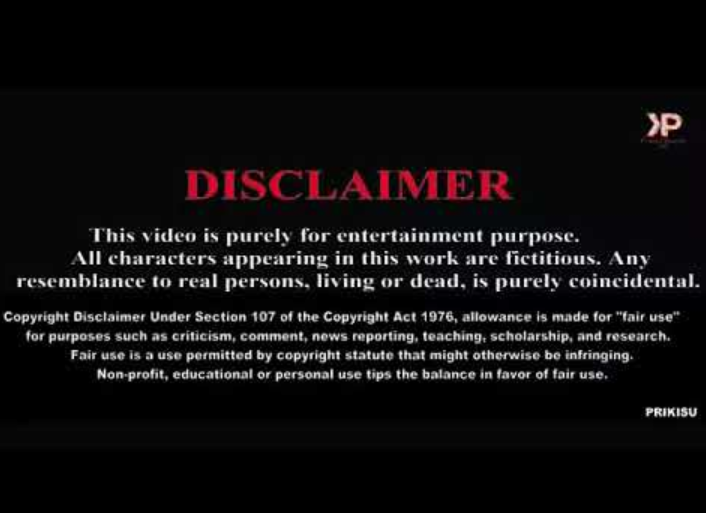 KP
DISCLAIMER
This video is purely for entertainment purpose.
All characters appearing in this work are fictitious. Any
resemblance to real persons, living or dead, is purely coincidental.
Copyright Disclaimer Under Section 107 of the Copyright Act 1976, allowance is made for "fair use"
for purposes such as criticism, comment, news reporting, teaching, scholarship, and research.
Fair use is a use permitted by copyright statute that might otherwise be infringing.
Non-profit, educational or personal use tips the balance in favor of fair use.
PRIKISU